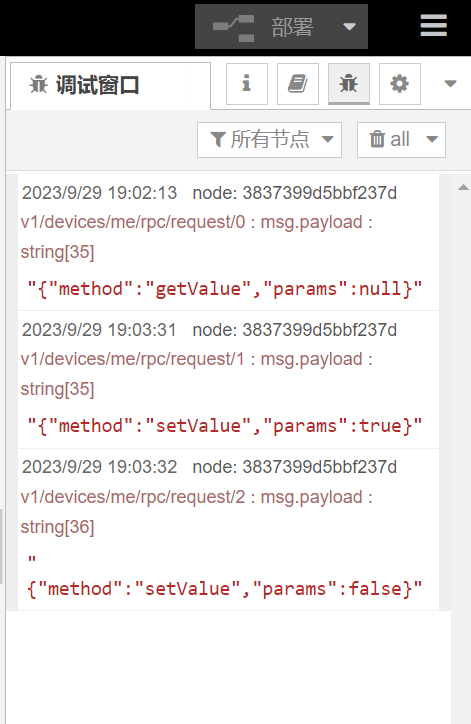 部署
调试窗口
所有节点
all
2023/9/29 19:02:13 node: 3837399d5bbf237d
v1/devices/me/rpc/request/0 : msg.payload :
string[35]
"{"method":"getValue","params":null}"
2023/9/29 19:03:31 node: 3837399d5bbf237d
v1/devices/me/rpc/request/1 : msg.payload :
string[35]
"{"method":"setValue","params":true}"
2023/9/29 19:03:32 node: 3837399d5bbf237d
v1/devices/me/rpc/request/2 : msg.payload :
string[36]
"
{"method":"setValue","params":false}"